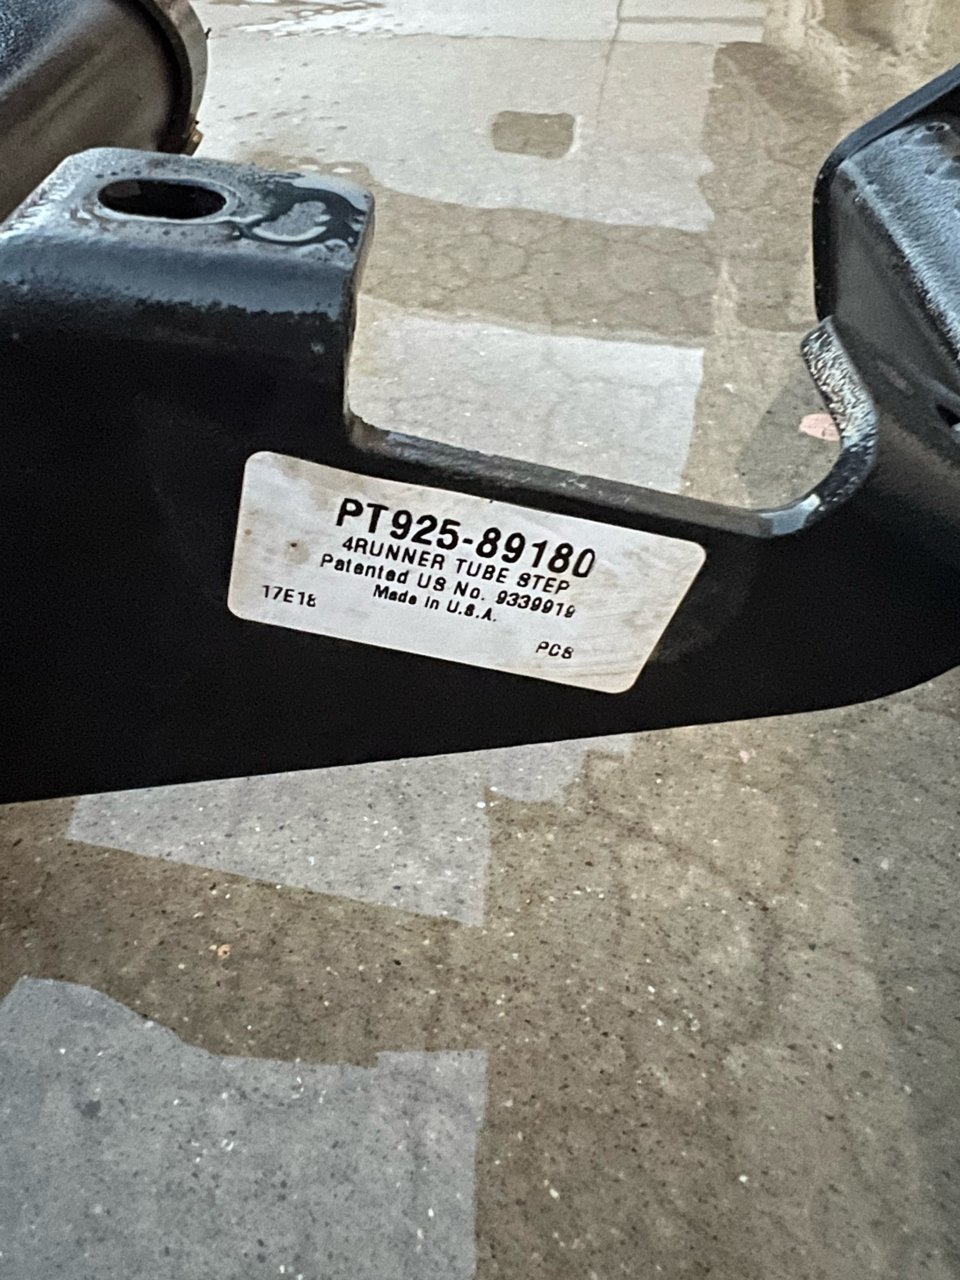 PT925-89180
4RUNNER TUBE STEP
Patented US No. 9339919
Made in U.S.A.
17E18
PC8